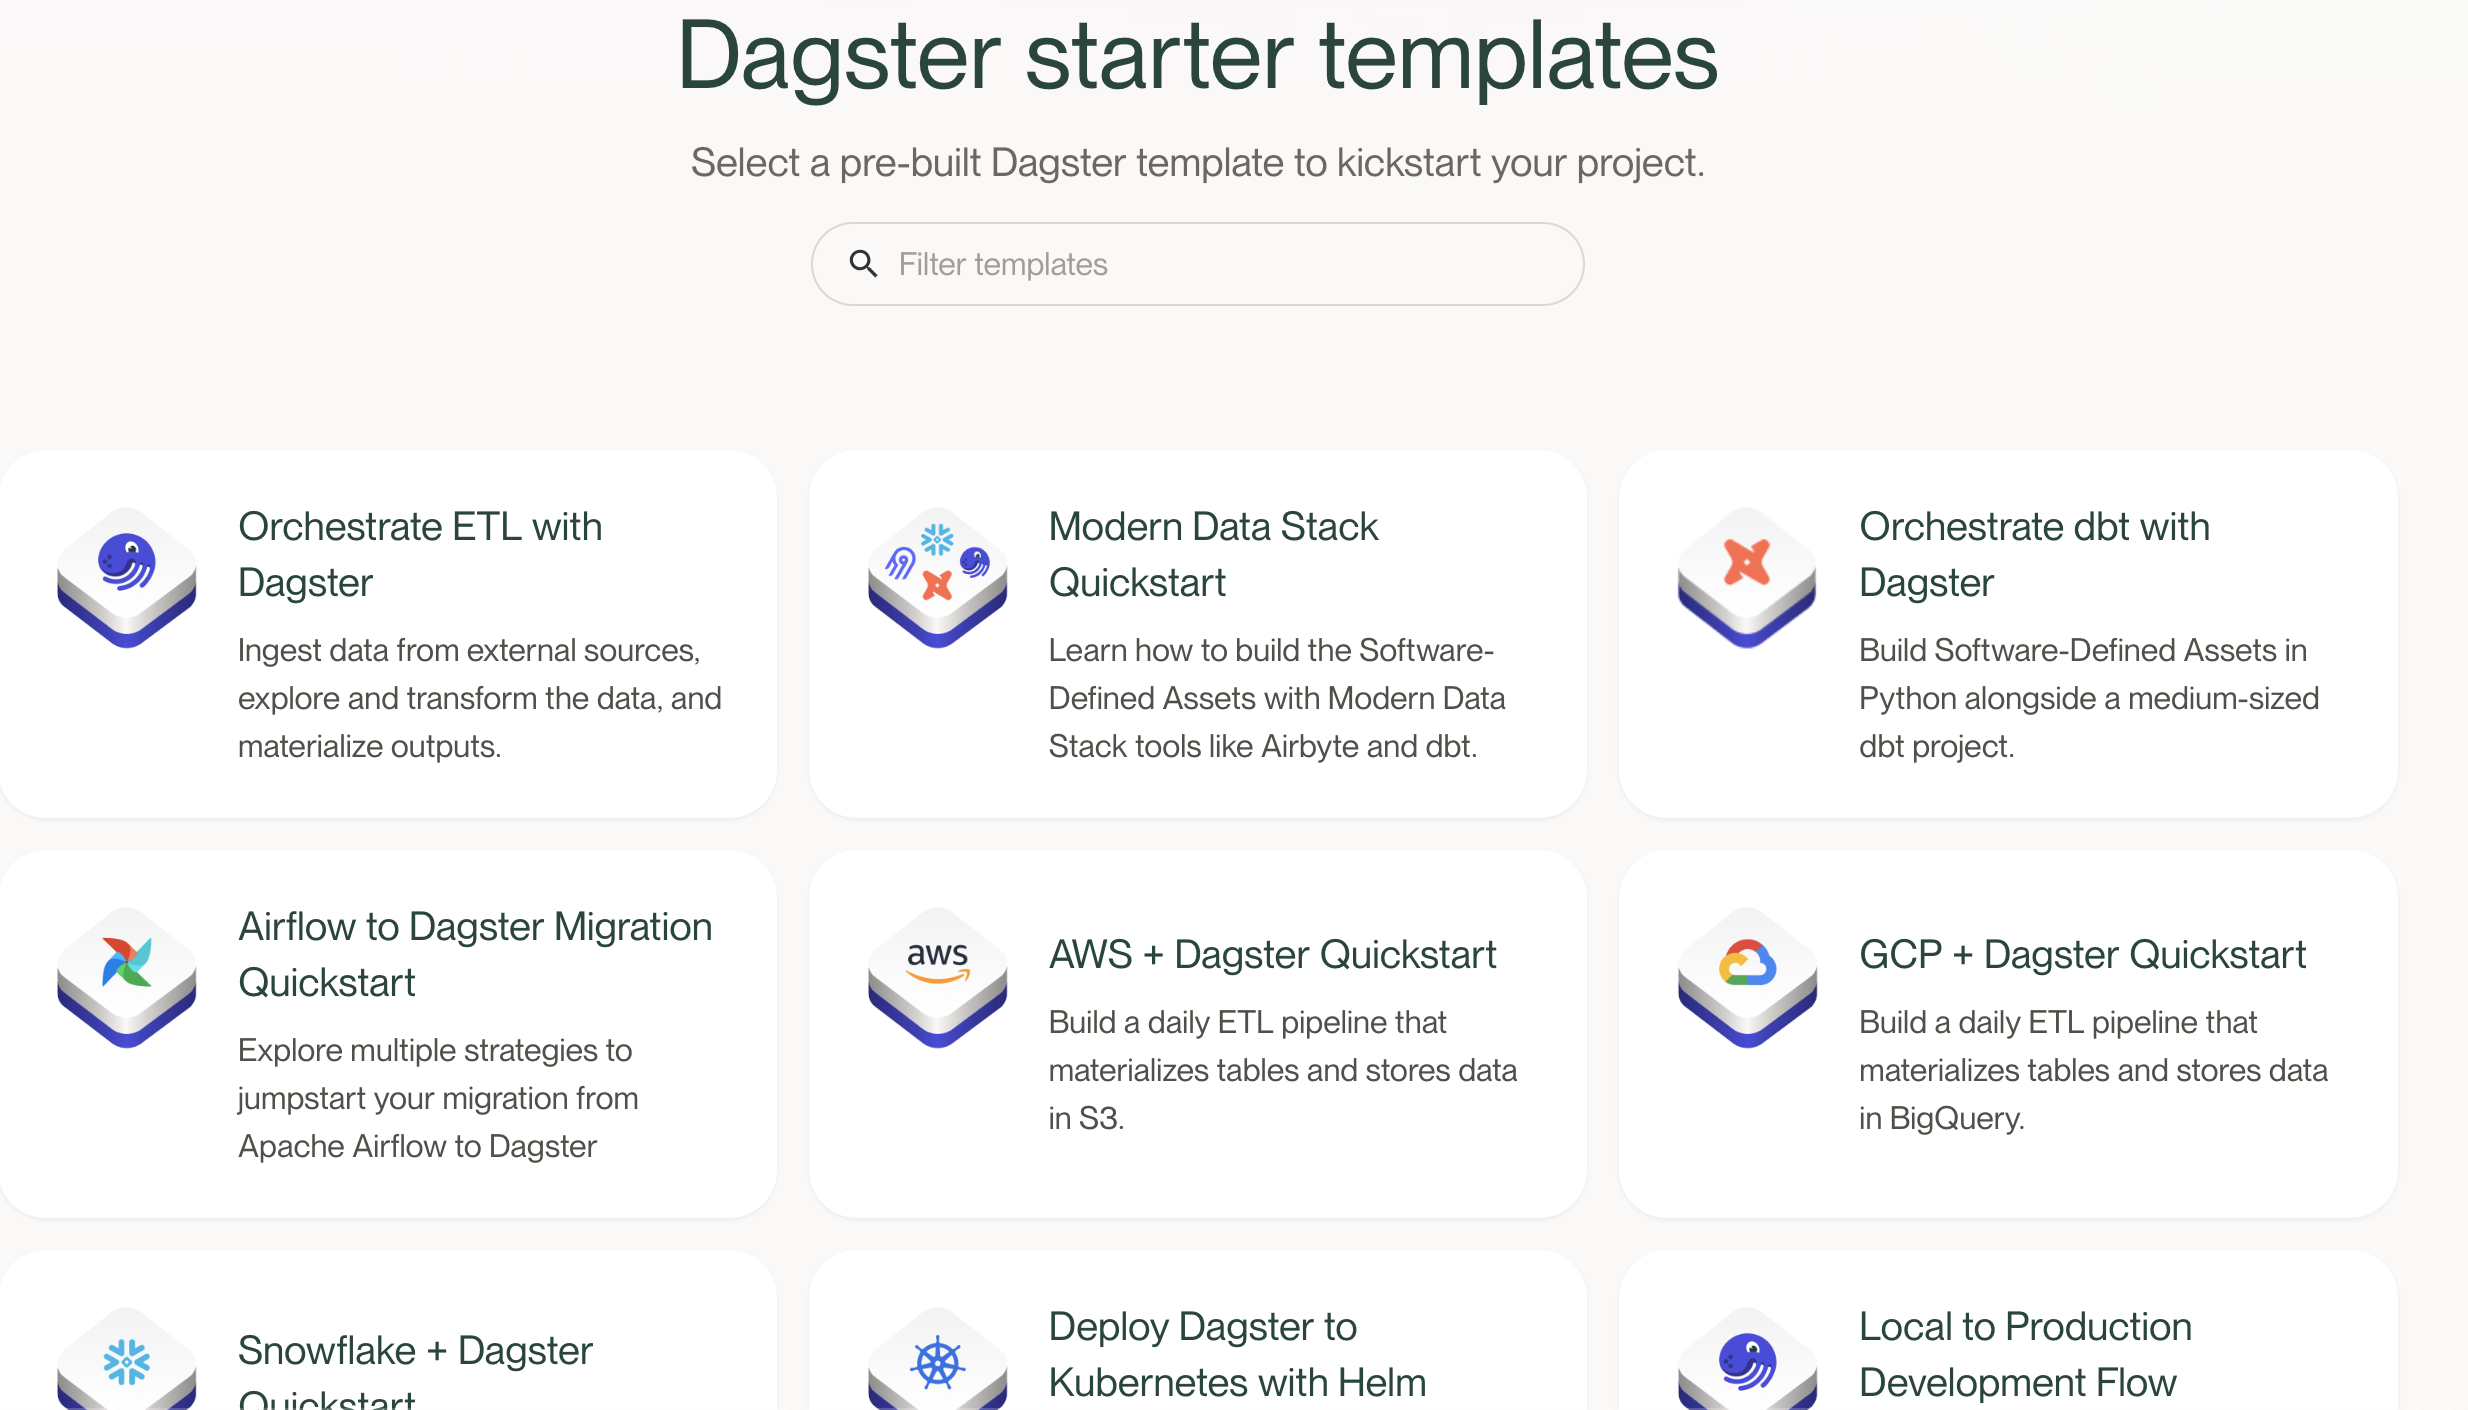 Dagster starter templates
Select a pre-built Dagster template to kickstart your project.
Filter templates
Orchestrate ETL with
Dagster
Ingest data from external sources,
explore and transform the data, and
materialize outputs.
Modern Data Stack
Quickstart
Learn how to build the Software-
Defined Assets with Modern Data
Stack tools like Airbyte and dbt.
Orchestrate dbt with
Dagster
Build Software-Defined Assets in
Python alongside a medium-sized
dbt project.
Airflow to Dagster Migration
Quickstart
Explore multiple strategies to
jumpstart your migration from
Apache Airflow to Dagster
aws
AWS + Dagster Quickstart
Build a daily ETL pipeline that
materializes tables and stores data
in S3.
GCP + Dagster Quickstart
Build a daily ETL pipeline that
materializes tables and stores data
in BigQuery.
Snowflake + Dagster
Quickstart
Deploy Dagster to
Kubernetes with Helm
Local to Production
Development Flow